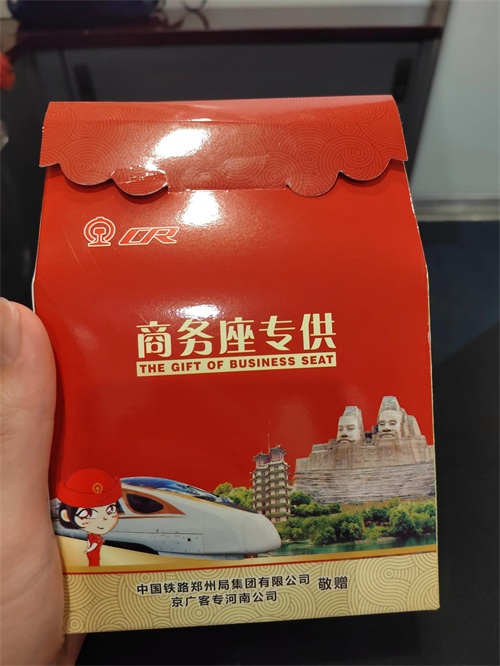 CR
商务座专供
THE GIFT OF BUSINESS SEAT
中国铁路郑州局集团有限公司
京广客专河南公司
敬赠